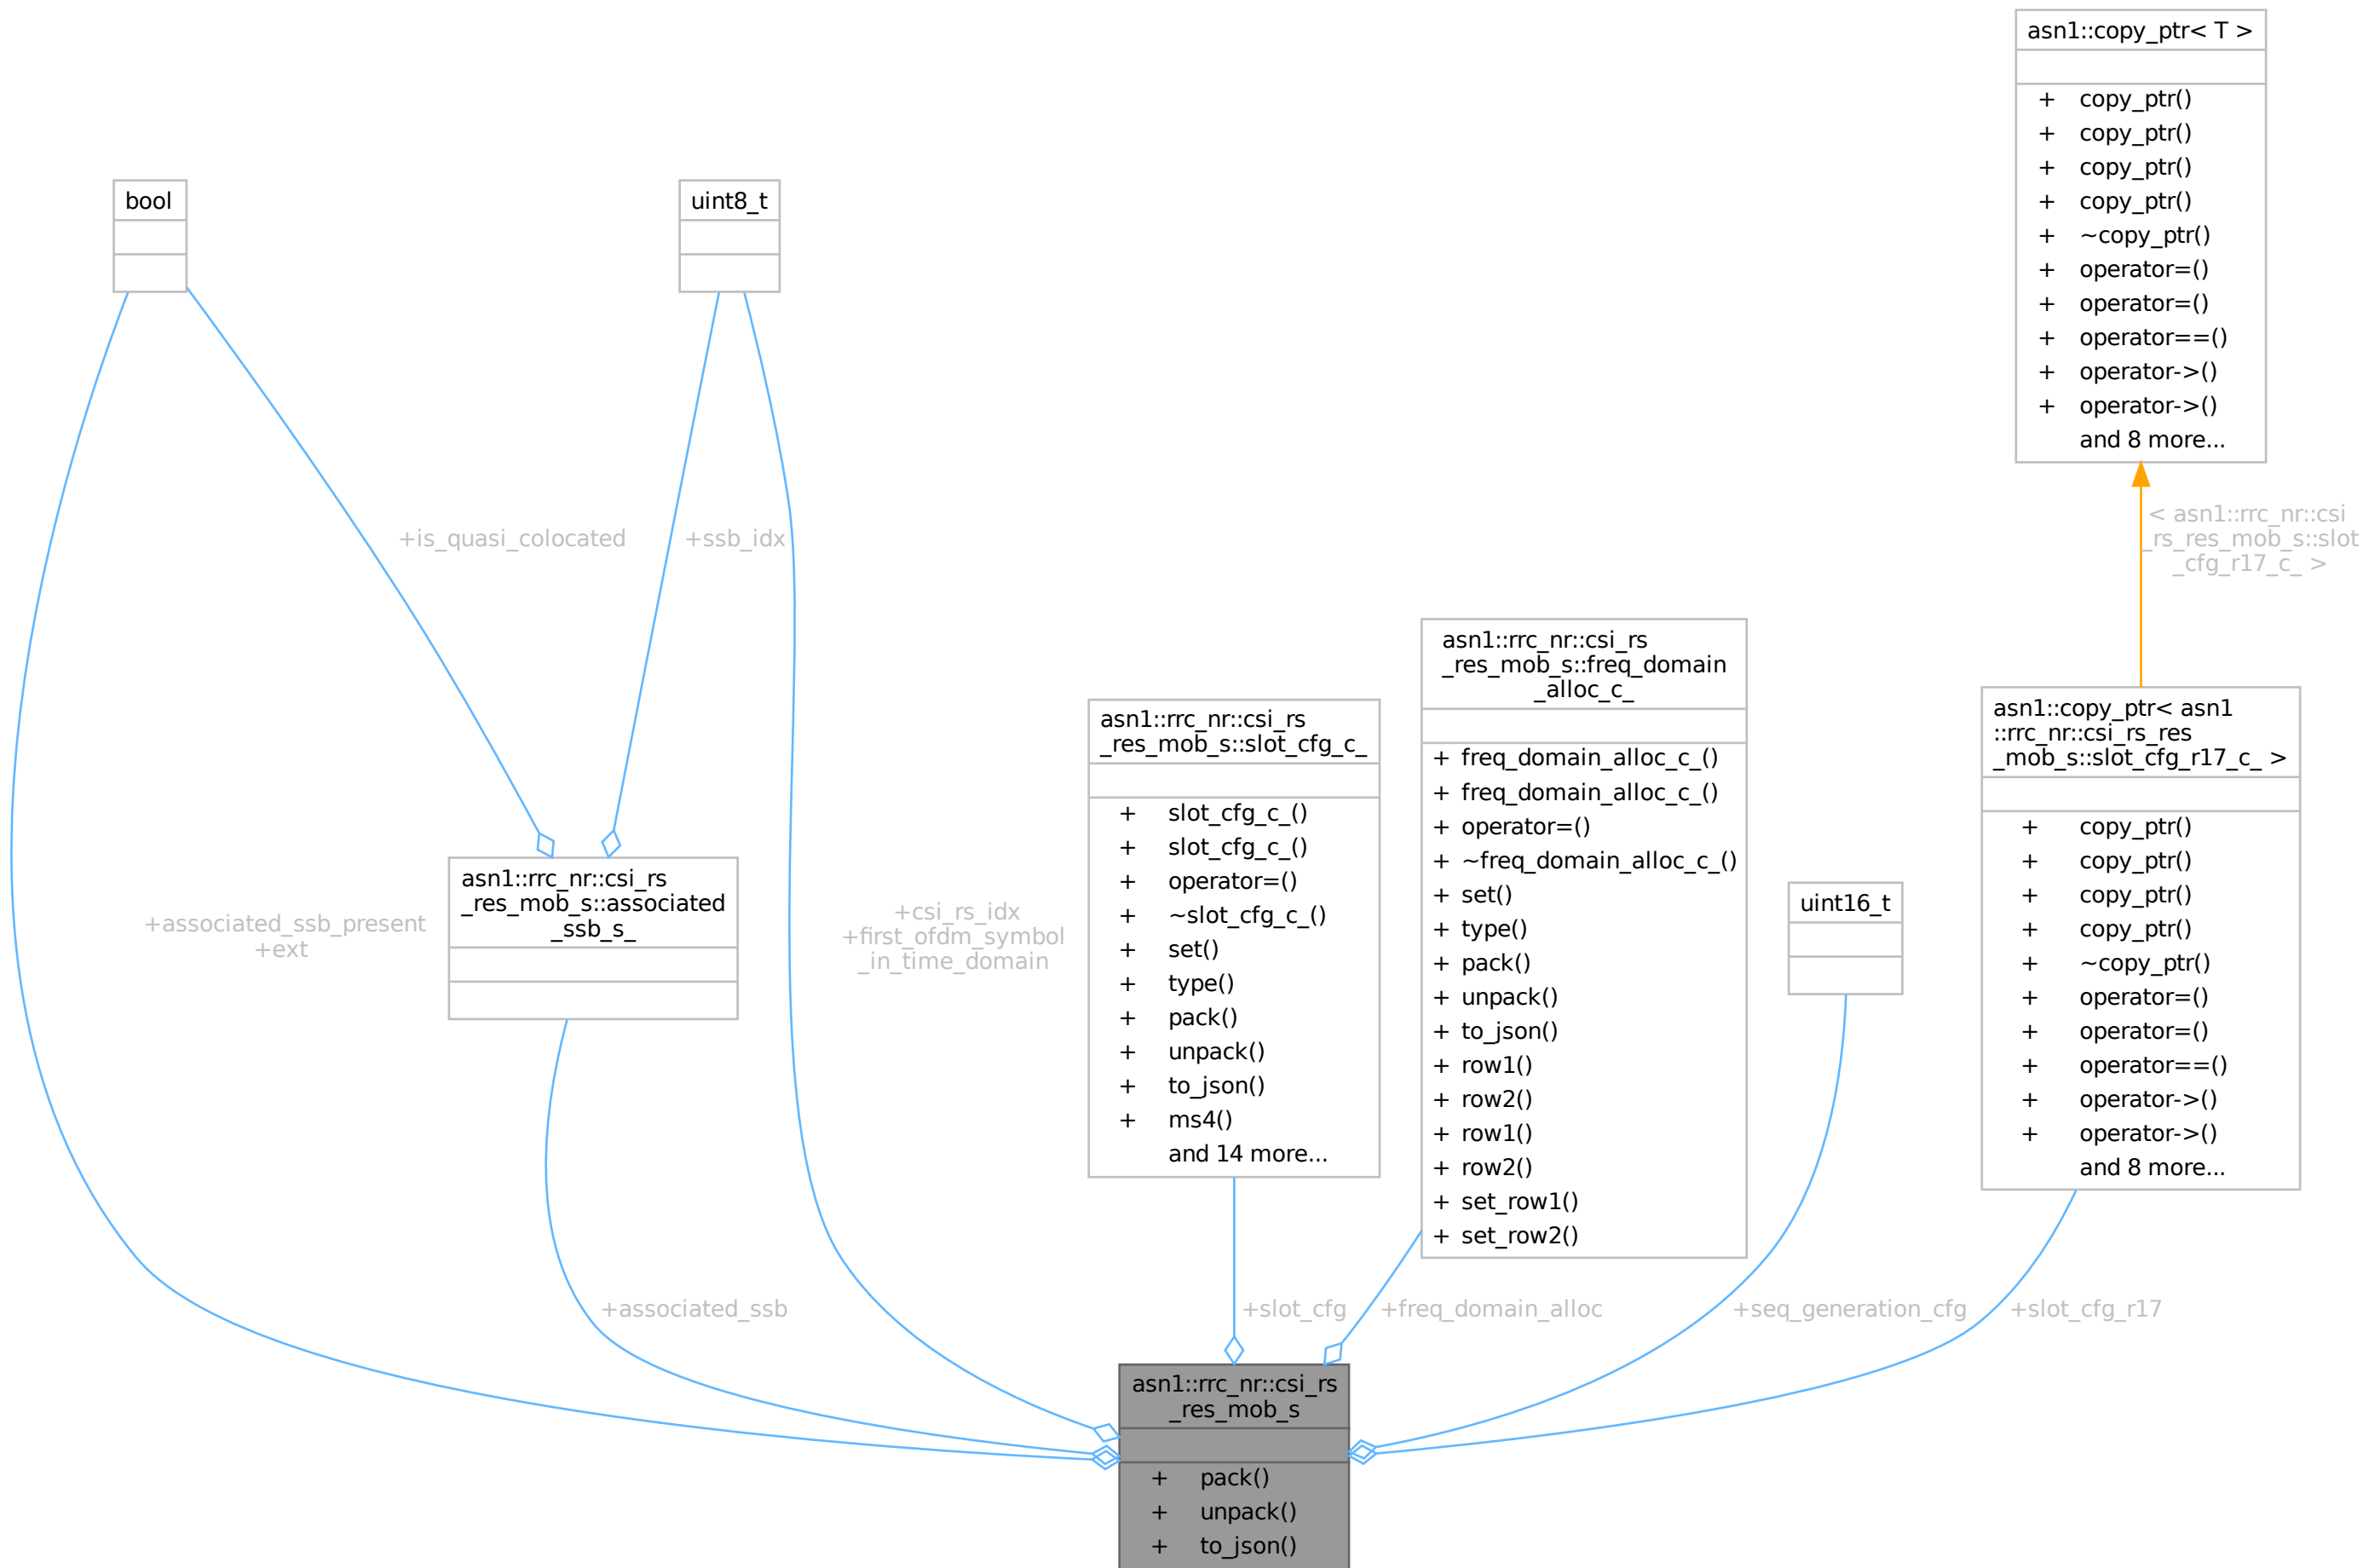 asn1::copy_ptr< T >
+ copy_ptr()
+ copy_ptr()
+ copy_ptr()
+ copy_ptr()
+ ~copy_ptr()
+ operator=()
+ operator=()
+ operator==()
+ operator->()
+ operator->()
and 8 more...
bool
uint8_t
+is_quasi_colocated
+ssb_idx
< asn1::rrc_nr::csi
_rs_res_mob_s::slot
_cfg_r17_c_ >
asn1::rrc_nr::csi_rs
_res_mob_s::associated
_ssb_s_
+associated_ssb_present
+ext
+csi_rs_idx
+first_ofdm_symbol
_in_time_domain
asn1::rrc_nr::csi_rs
_res_mob_s::slot_cfg_c_
+ slot_cfg_c_()
+ slot_cfg_c_()
+ operator=()
+ ~slot_cfg_c_()
+ set()
+ type()
+ pack()
+ unpack()
+ to_json()
+ ms4()
and 14 more...
asn1::rrc_nr::csi_rs
_res_mob_s::freq_domain
_alloc_c_
+ freq_domain_alloc_c_()
+ freq_domain_alloc_c_()
+ operator=()
+ ~freq_domain_alloc_c_()
+ set()
+ type()
+ pack()
+ unpack()
+ to_json()
+ row1()
+ row2()
+ row1()
+ row2()
+ set_row1()
+ set_row2()
uint16_t
asn1::copy_ptr< asn1
::rrc_nr::csi_rs_res
_mob_s::slot_cfg_r17_c_ >
+ copy_ptr()
+ copy_ptr()
+ copy_ptr()
+ copy_ptr()
+ ~copy_ptr()
+ operator=()
+ operator=()
+ operator==()
+ operator->()
+ operator->()
and 8 more...
+associated_ssb
+slot_cfg
+freq_domain_alloc
+seq_generation_cfg
+slot_cfg_r17
asn1::rrc_nr::csi_rs
_res_mob_s
+ pack()
+ unpack()
+ to_json()